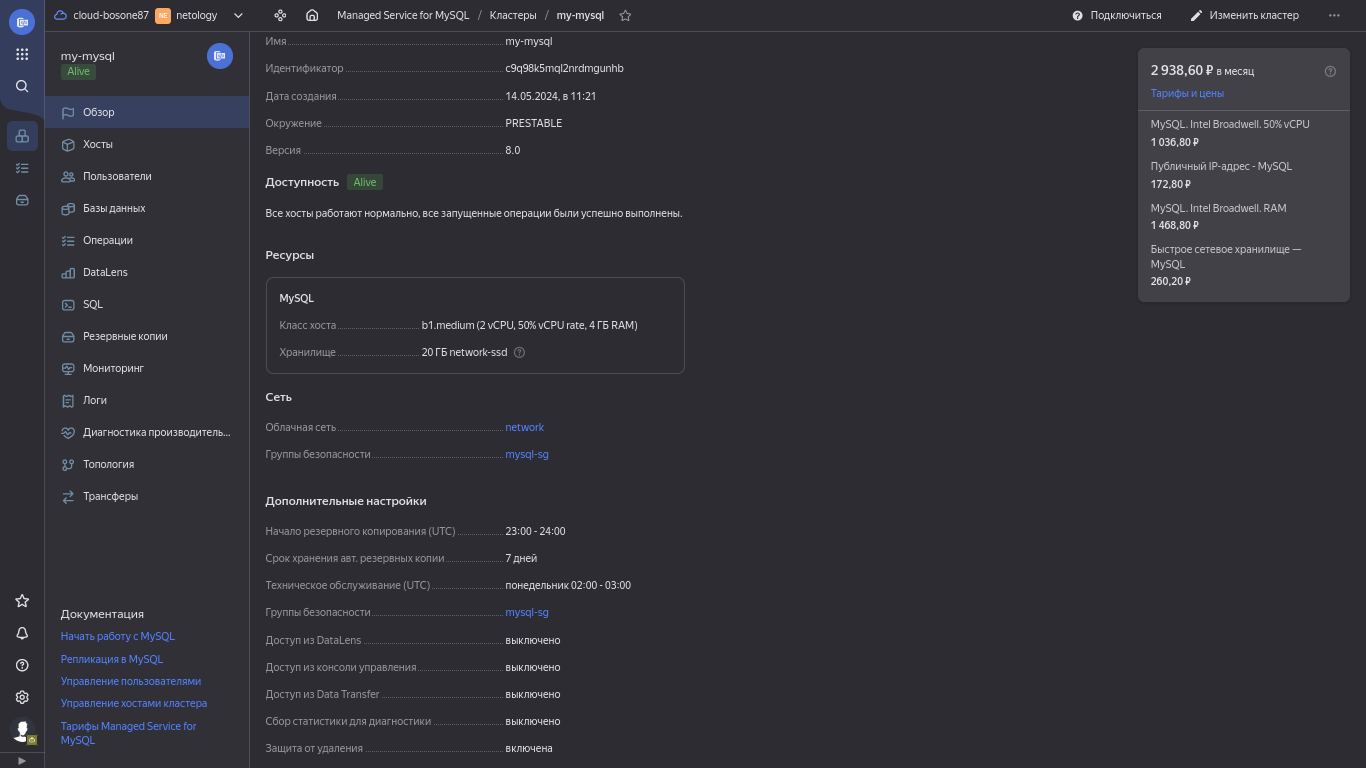 cloud-bosone87 NE netology Managed Service for MySQL / Кластеры / my-mysql Подключиться Изменить кластер
my-mysql
Alive
Обзор
Хосты
Пользователи
Базы данных
Операции
DataLens
SQL
Резервные копии
Мониторинг
Логи
Диагностика производитель...
Топология
Трансферы
Документация
Начать работу с MySQL
Репликация в MySQL
Управление пользователями
Управление хостами кластера
Тарифы Managed Service for
MySQL
Имя my-mysql
Идентификатор c9q98k5mql2nrdmgunhb
Дата создания 14.05.2024, в 11:21
Окружение PRESTABLE
Версия 8.0
Доступность Alive
Все хосты работают нормально, все запущенные операции были успешно выполнены.
Ресурсы
MySQL
Класс хоста b1.medium (2 vCPU, 50% vCPU rate, 4 ГБ RAM)
Хранилище 20 ГБ network-ssd
Сеть
Облачная сеть network
Группы безопасности mysql-sg
Дополнительные настройки
Начало резервного копирования (UTC) 23:00 - 24:00
Срок хранения авт. резервных копии 7 дней
Техническое обслуживание (UTC) понедельник 02:00 - 03:00
Группы безопасности mysql-sg
Доступ из DataLens выключено
Доступ из консоли управления выключено
Доступ из Data Transfer выключено
Сбор статистики для диагностики выключено
Защита от удаления включена
2 938,60 ₽ в месяц
Тарифы и цены
MySQL. Intel Broadwell. 50% vCPU
1 036,80 ₽
Публичный IP-адрес - MySQL
172,80 ₽
MySQL. Intel Broadwell. RAM
1 468,80 ₽
Быстрое сетевое хранилище —
MySQL
260,20 ₽